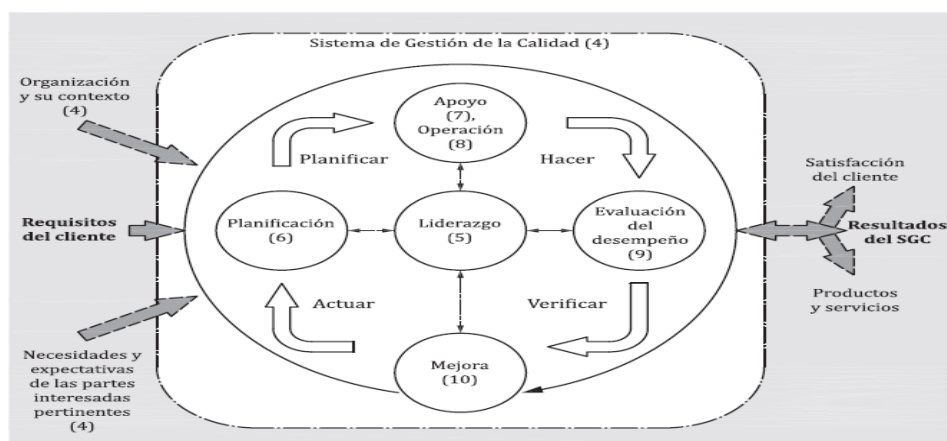 Sistema de Gestión de la Calidad (4)
Organización
y su contexto
(4)
Apoyo
(7),
Operación
(8)
Planificar
Hacer
Satisfacción
del cliente
Requisitos
del cliente
Planificación
(6)
Liderazgo
(5)
Evaluación
del
desempeño
(9)
Resultados
del SGC
Actuar
Verificar
Productos
y servicios
Necesidades y
expectativas
de las partes
interesadas
pertinentes
(4)
Mejora
(10)